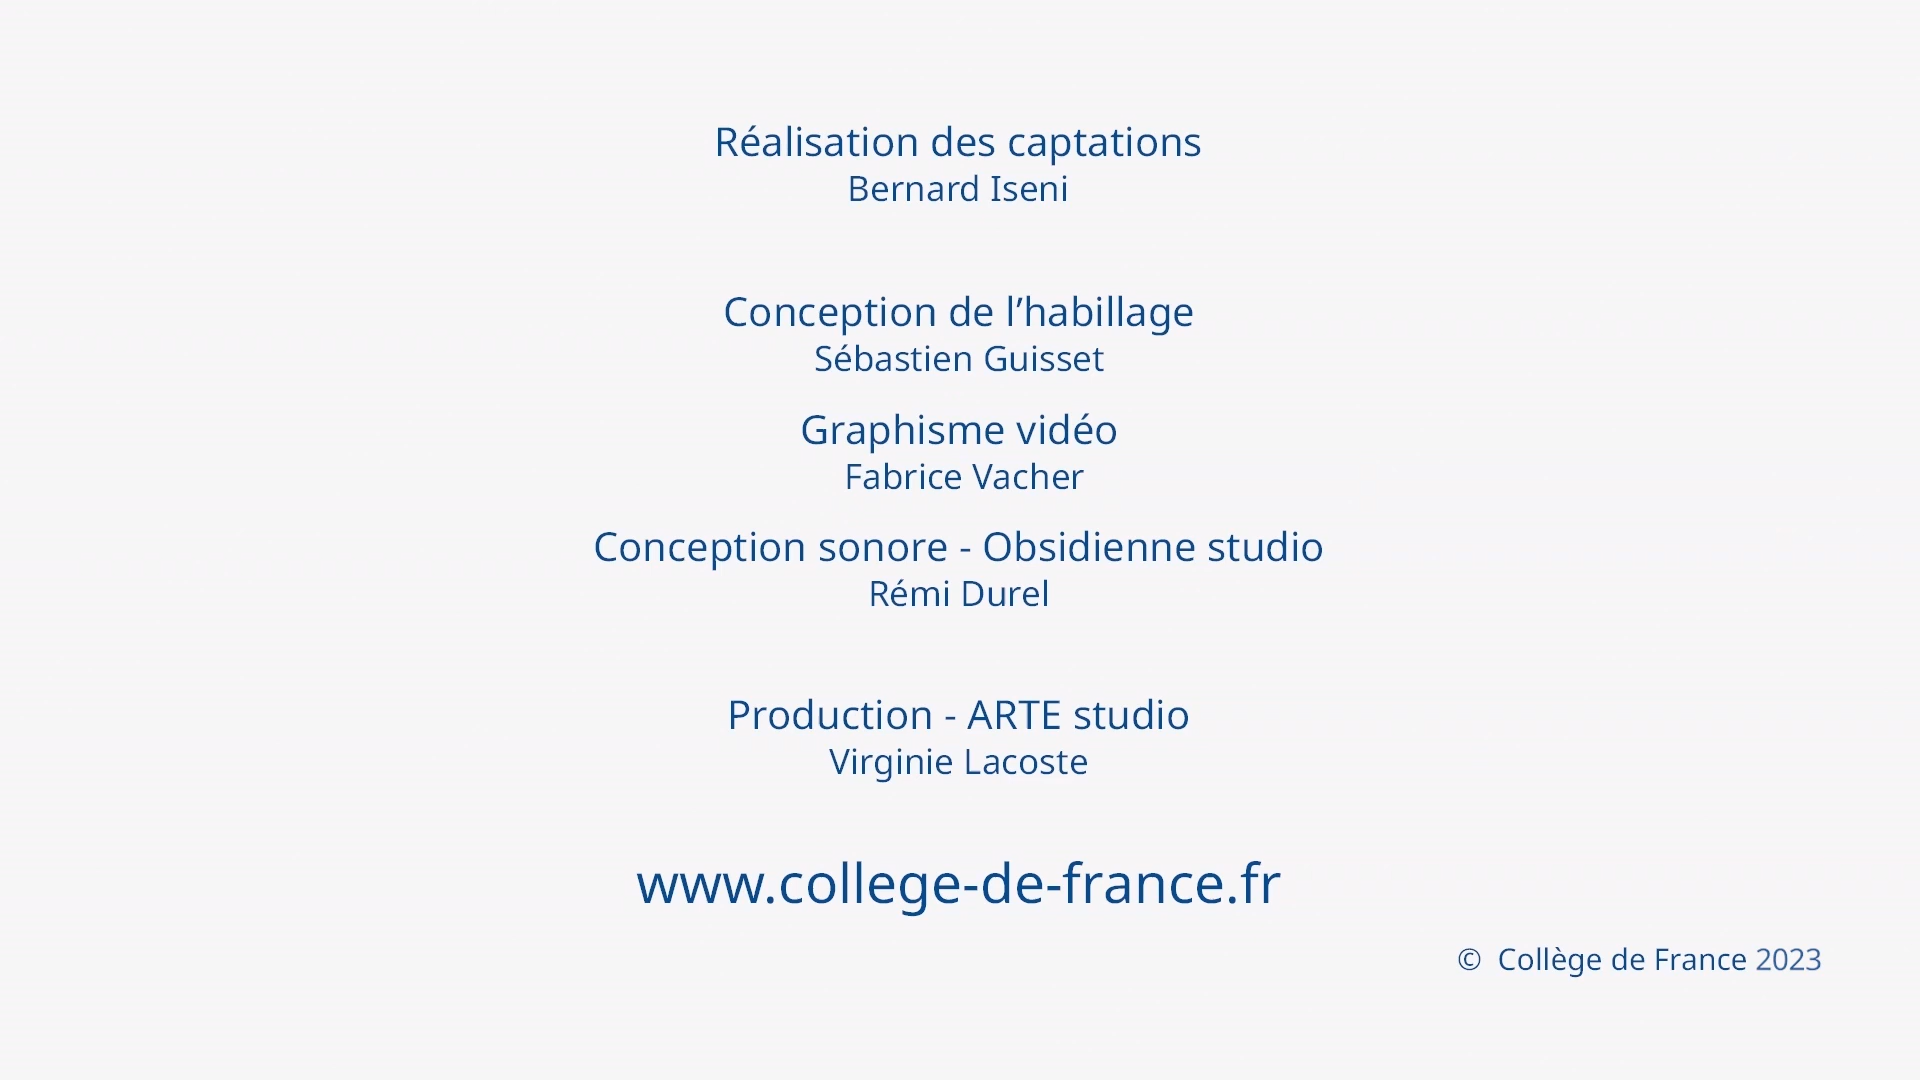 Réalisation des captations
Bernard Iseni
Conception de l’habillage
Sébastien Guisset
Graphisme vidéo
Fabrice Vacher
Conception sonore - Obsidienne studio
Rémi Durel
Production - ARTE studio
Virginie Lacoste
www.college-de-france.fr
© Collège de France 2023